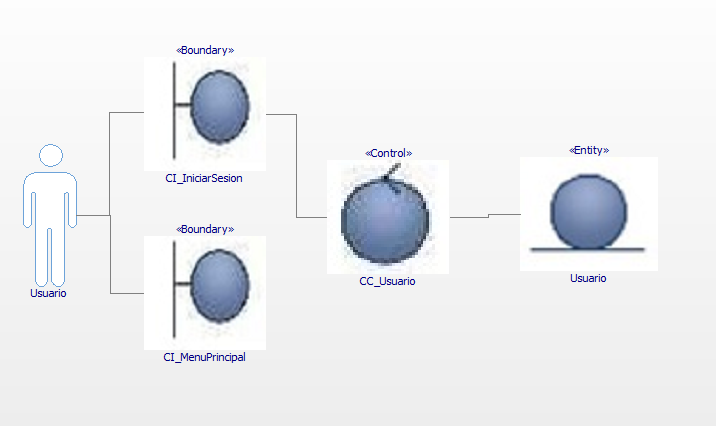 «Boundary»
CI_IniciarSesion
«Control»
«Entity»
«Boundary»
Usuario
CC_Usuario
Usuario
CI_MenuPrincipal